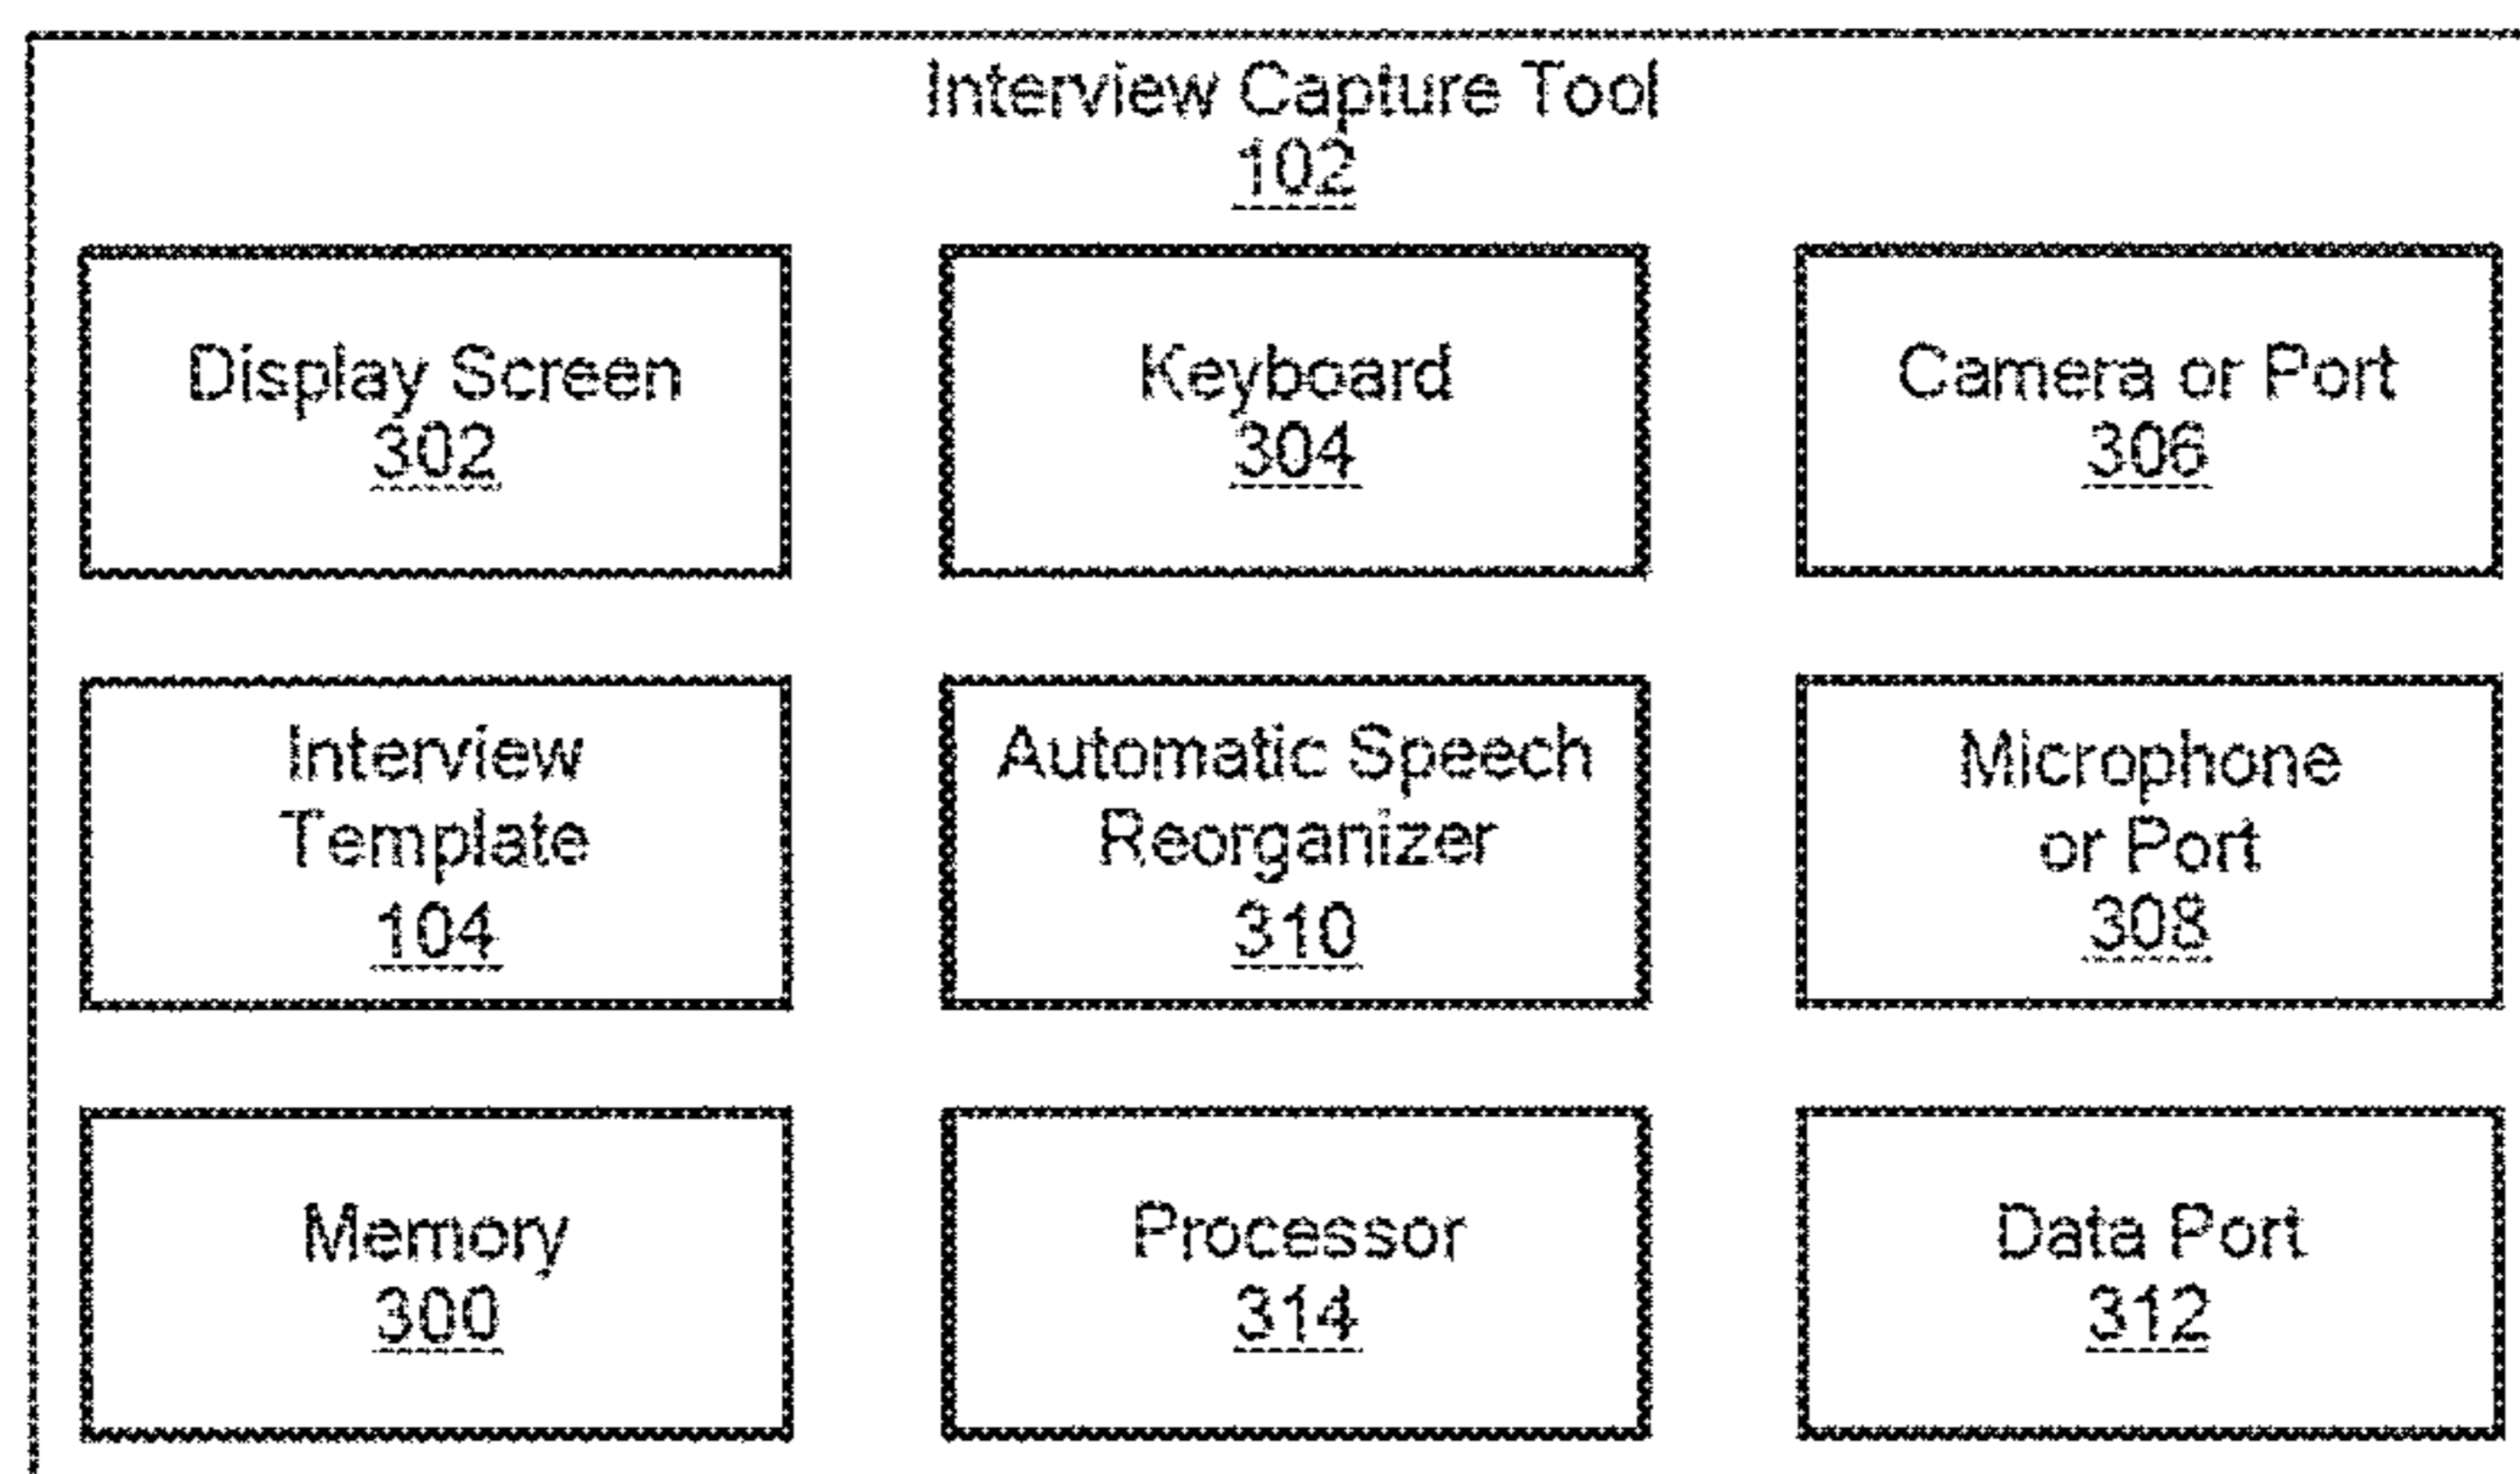 Interview Capture Tool
102
Display Screen
302
Keyboard
304
Camera or Port
306
Interview
Template
104
Automatic Speech
Reorganizer
310
Microphone
or Port
308
Memory
300
Processor
314
Data Port
312